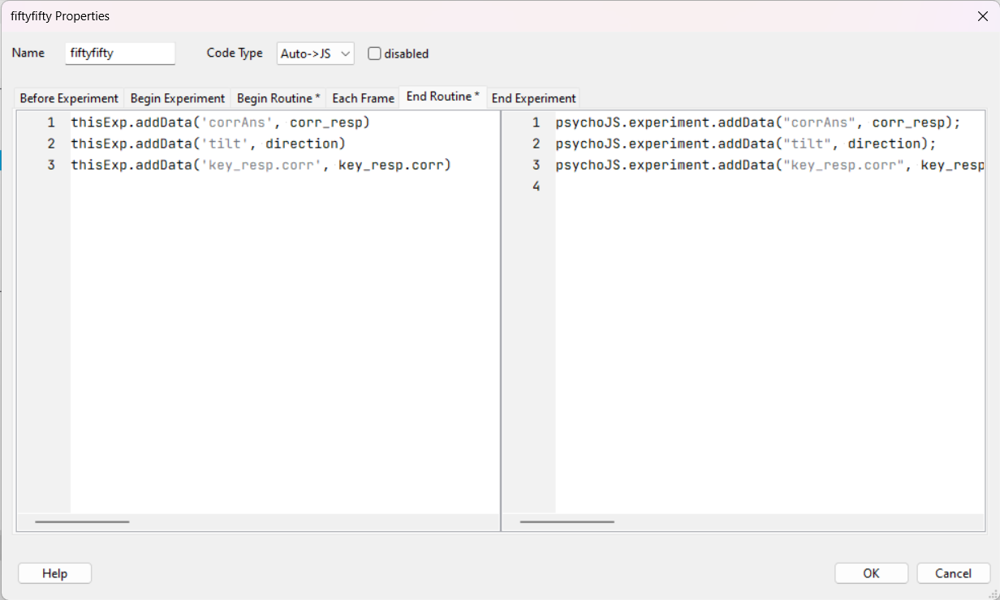 fiftyfifty Properties
Name fiftyfifty Code Type Auto->JS disabled
Before Experiment Begin Experiment Begin Routine * Each Frame End Routine * End Experiment
1 thisExp.addData('corrAns', corr_resp)
2 thisExp.addData('tilt', direction)
3 thisExp.addData('key_resp.corr', key_resp.corr)
1 psychoJS.experiment.addData("corrAns", corr_resp);
2 psychoJS.experiment.addData("tilt", direction);
3 psychoJS.experiment.addData("key_resp.corr", key_resp
4
Help OK Cancel